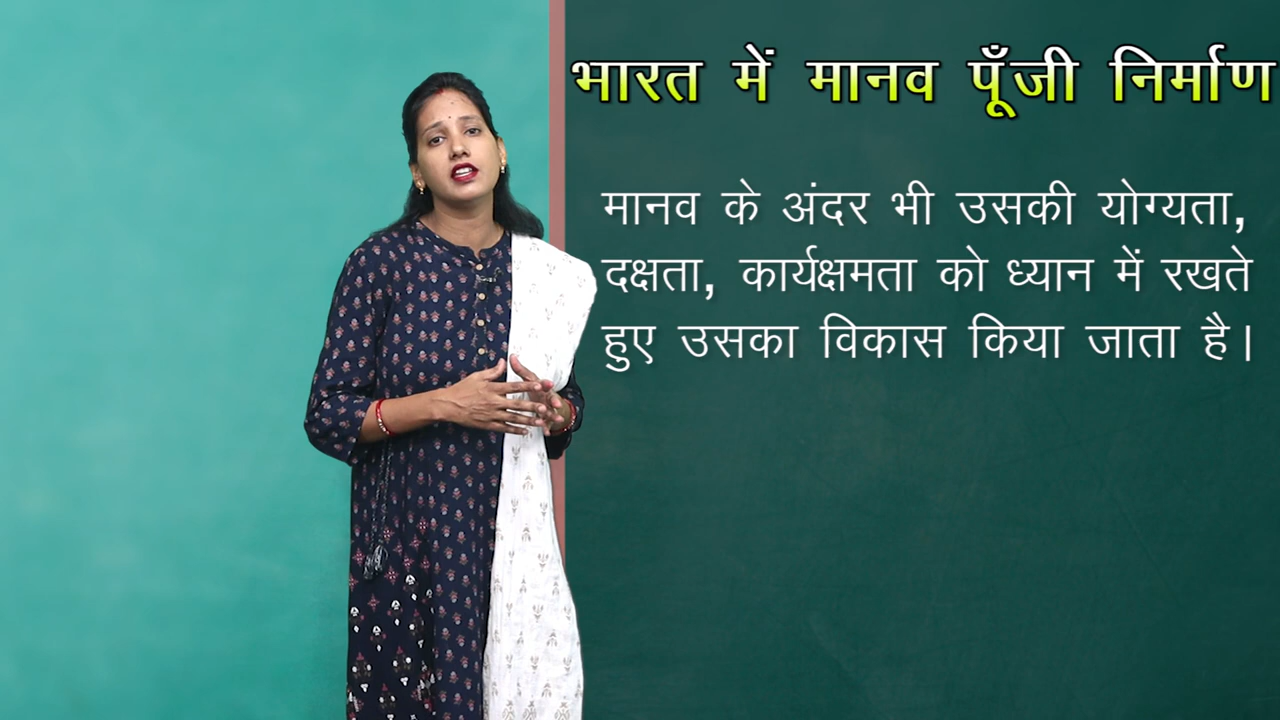 भारत में मानव पूँजी निर्माण
मानव के अंदर भी उसकी योग्यता,
दक्षता, कार्यक्षमता को ध्यान में रखते
हुए उसका विकास किया जाता है।